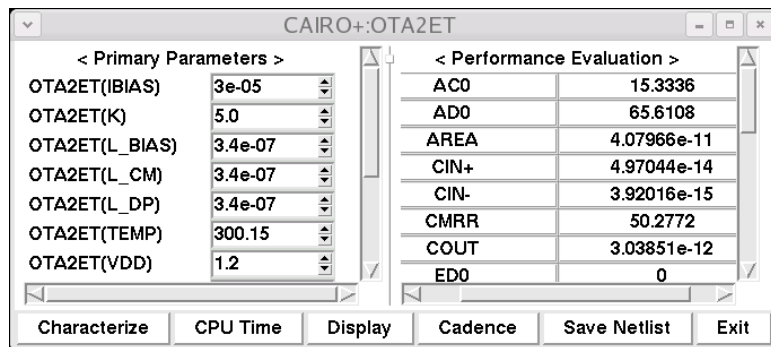 CAIRO+:OTA2ET
< Primary Parameters >
OTA2ET(IBIAS) 3e-05
OTA2ET(K) 5.0
OTA2ET(L_BIAS) 3.4e-07
OTA2ET(L_CM) 3.4e-07
OTA2ET(L_DP) 3.4e-07
OTA2ET(TEMP) 300.15
OTA2ET(VDD) 1.2
< Performance Evaluation >
AC0 15.3336
AD0 65.6108
AREA 4.07966e-11
CIN+ 4.97044e-14
CIN- 3.92016e-15
CMRR 50.2772
COUT 3.03851e-12
ED0 0
Characterize CPU Time Display Cadence Save Netlist Exit